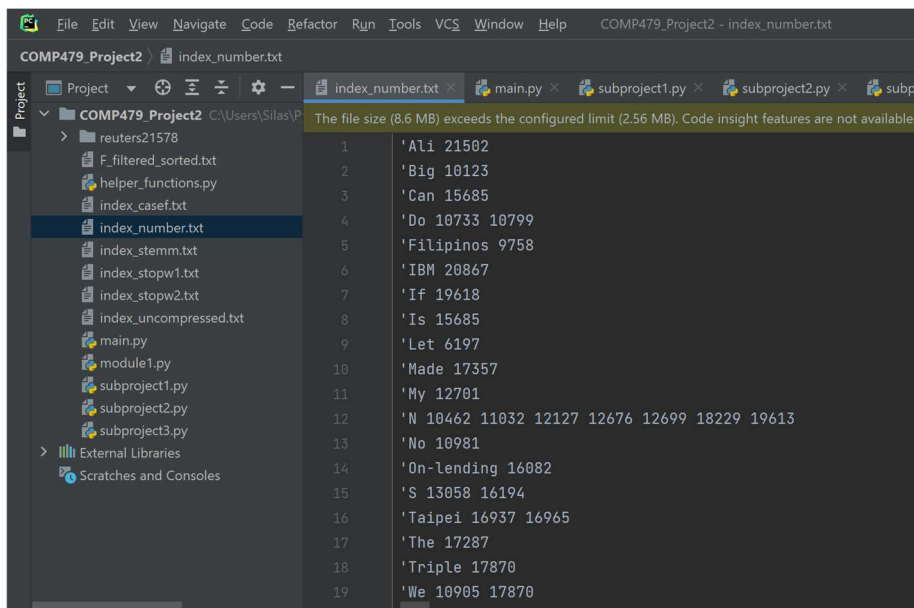 PC File Edit View Navigate Code Refactor Run Tools VCS Window Help COMP479_Project2 - index_number.txt
COMP479_Project2 index_number.txt
Project
Project index_number.txt main.py subproject1.py subproject2.py subp
COMP479_Project2 C:\Users\Silas\P
The file size (8.6 MB) exceeds the configured limit (2.56 MB). Code insight features are not available
reuters21578
F_filtered_sorted.txt
helper_functions.py
index_casef.txt
index_number.txt
index_stemm.txt
index_stopw1.txt
index_stopw2.txt
index_uncompressed.txt
main.py
module1.py
subproject1.py
subproject2.py
subproject3.py
External Libraries
Scratches and Consoles
1 'Ali 21502
2 'Big 10123
3 'Can 15685
4 'Do 10733 10799
5 'Filipinos 9758
6 'IBM 20867
7 'If 19618
8 'Is 15685
9 'Let 6197
10 'Made 17357
11 'My 12701
12 'N 10462 11032 12127 12676 12699 18229 19613
13 'No 10981
14 'On-lending 16082
15 'S 13058 16194
16 'Taipei 16937 16965
17 'The 17287
18 'Triple 17870
19 'We 10905 17870